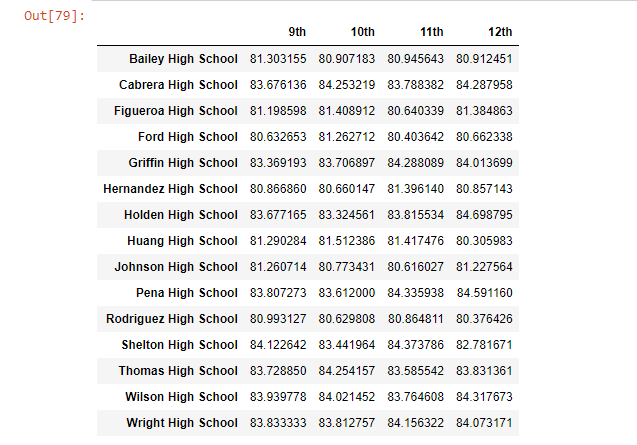 Out[79]:
9th 10th 11th 12th
Bailey High School 81.303155 80.907183 80.945643 80.912451
Cabrera High School 83.676136 84.253219 83.788382 84.287958
Figueroa High School 81.198598 81.408912 80.640339 81.384863
Ford High School 80.632653 81.262712 80.403642 80.662338
Griffin High School 83.369193 83.706897 84.288089 84.013699
Hernandez High School 80.866860 80.660147 81.396140 80.857143
Holden High School 83.677165 83.324561 83.815534 84.698795
Huang High School 81.290284 81.512386 81.417476 80.305983
Johnson High School 81.260714 80.773431 80.616027 81.227564
Pena High School 83.807273 83.612000 84.335938 84.591160
Rodriguez High School 80.993127 80.629808 80.864811 80.376426
Shelton High School 84.122642 83.441964 84.373786 82.781671
Thomas High School 83.728850 84.254157 83.585542 83.831361
Wilson High School 83.939778 84.021452 83.764608 84.317673
Wright High School 83.833333 83.812757 84.156322 84.073171